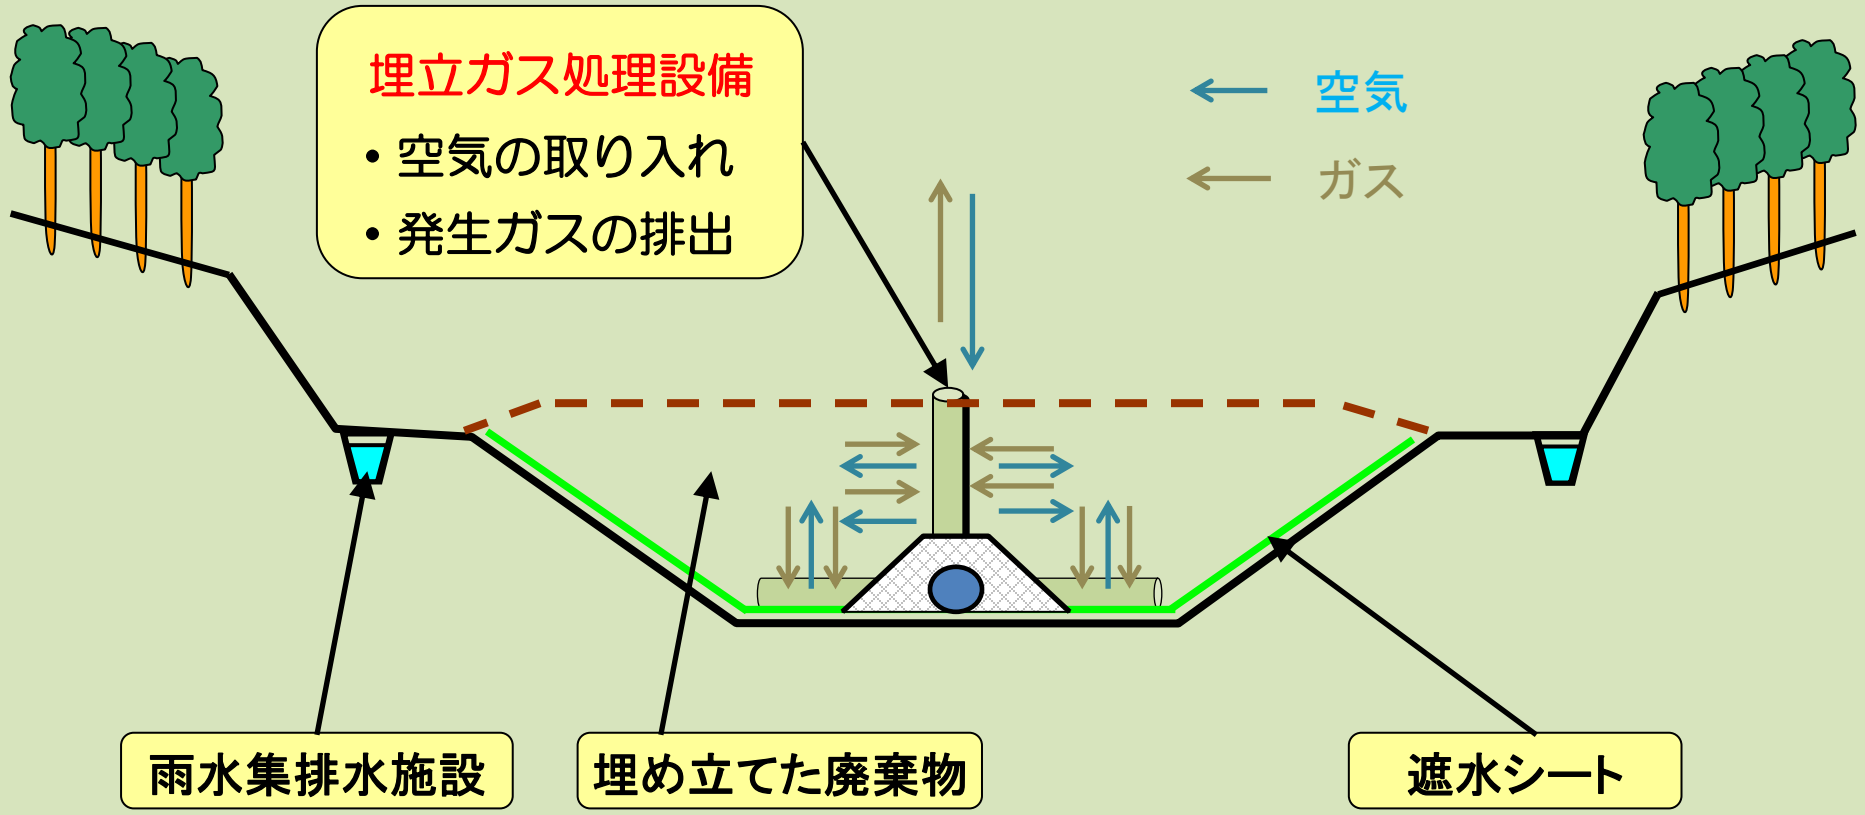 埋立ガス処理設備
• 空気の取り入れ
• 発生ガスの排出
空気
ガス
雨水集排水施設
埋め立てた廃棄物
遮水シート